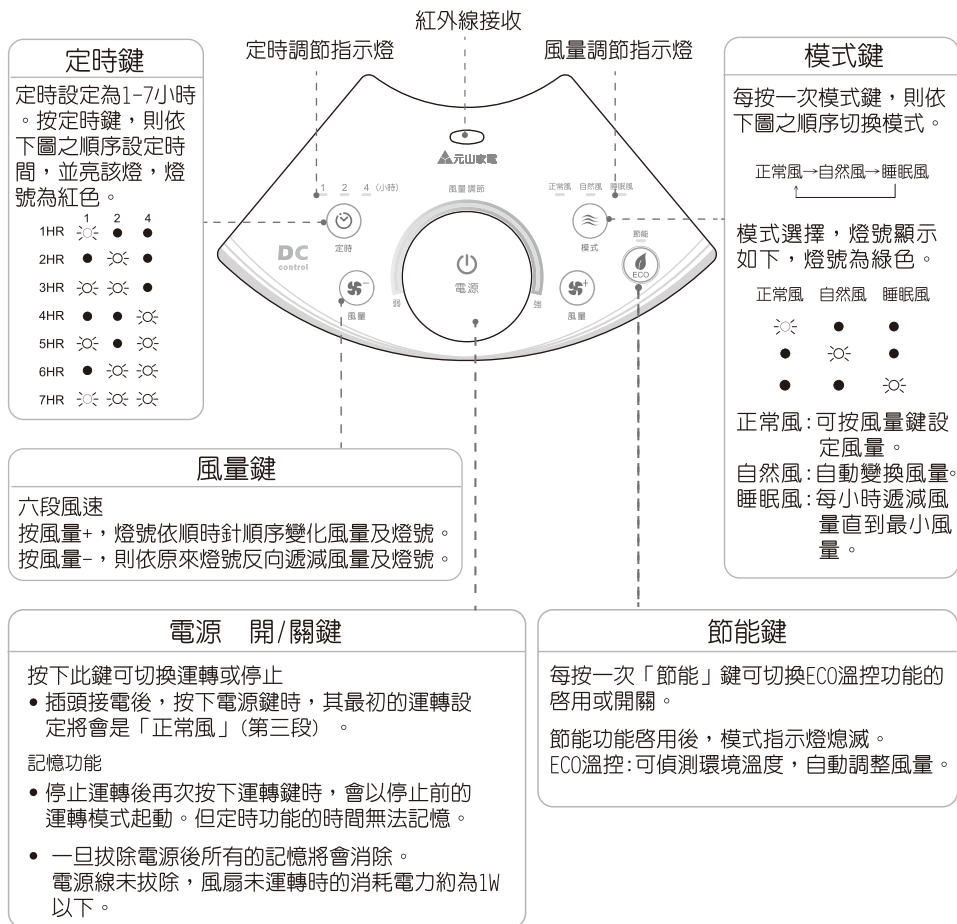 紅外線接收
定時調節指示燈
風量調節指示燈
定時鍵
定時設定為1-7小時
。按定時鍵，則依
下圖之順序設定時
間，並亮該燈，燈
號為紅色。
1 2 4
1HR
2HR
3HR
4HR
5HR
6HR
7HR
元山家電
1 2 4 (小時)
風量調節
正常風 自然風 睡眠風
定時
模式
節能
DC
control
ECO
電源
風量
弱
強
風量
模式鍵
每按一次模式鍵，則依
下圖之順序切換模式。
正常風→自然風→睡眠風
模式選擇，燈號顯示
如下，燈號為綠色。
正常風 自然風 睡眠風
正常風:可按風量鍵設
定風量。
自然風:自動變換風量。
睡眠風:每小時遞減風
量直到最小風
量。
風量鍵
六段風速
按風量+，燈號依順時針順序變化風量及燈號。
按風量-，則依原來燈號反向遞減風量及燈號。
電源 開/關鍵
按下此鍵可切換運轉或停止
• 插頭接電後，按下電源鍵時，其最初的運轉設
定將會是「正常風」(第三段) 。
記憶功能
• 停止運轉後再次按下運轉鍵時，會以停止前的
運轉模式起動。但定時功能的時間無法記憶。
• 一旦拔除電源後所有的記憶將會消除。
電源線未拔除，風扇未運轉時的消耗電力約為1W
以下。
節能鍵
每按一次「節能」鍵可切換ECO溫控功能的
啓用或開關。
節能功能啓用後，模式指示燈熄滅。
ECO溫控:可偵測環境溫度，自動調整風量。